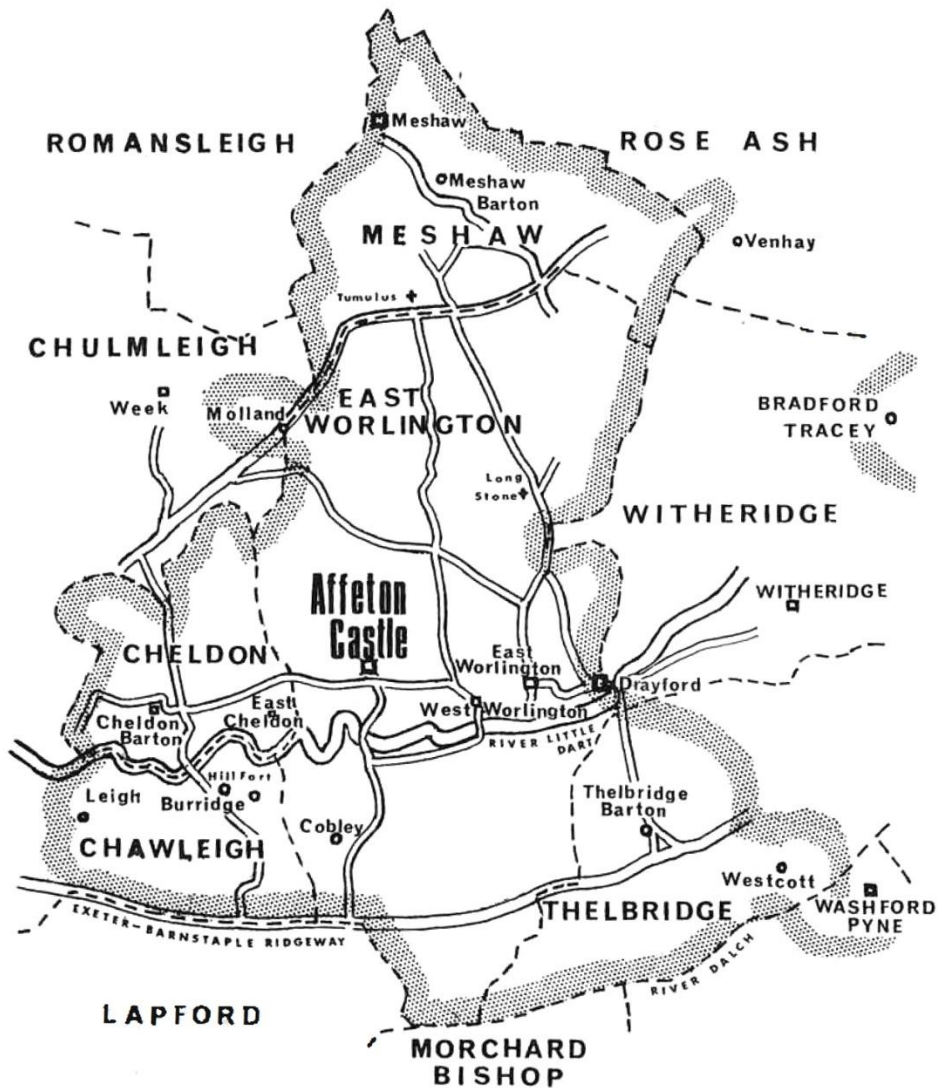 Meshaw
ROMANSLEIGH
ROSE ASH
Meshaw
Barton
MESHAW
Venhay
Tumulus
CHULMLEIGH
Week
Molland
EAST
WORLINGTON
BRADFORD
TRACEY
Long
Stone
WITHERIDGE
Affeton
Castle
WITHERIDGE
CHELDON
East
Worlington
Drayford
Cheldon
Barton
East
Cheldon
West
Worlington
RIVER LITTLE
DART
Hill Fort
Leigh
Burridge
Thelbridge
Barton
Cobley
CHAWLEIGH
Westcott
THELBRIDGE
WASHFORD
PYNE
EXETER-BARNSTAPLE RIDGEWAY
RIVER DALCH
LAPFORD
MORCHARD
BISHOP